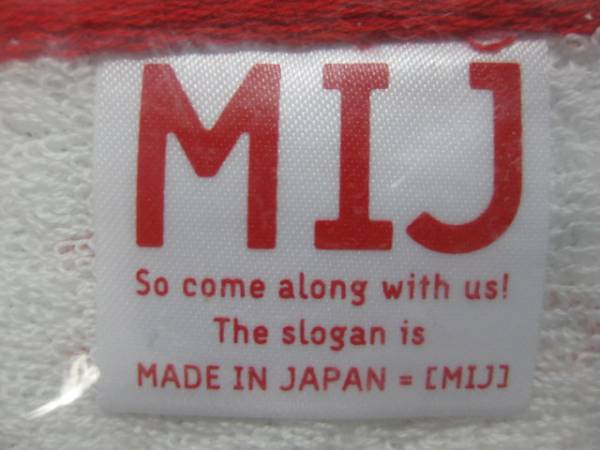 MIJ
So come along with us!
The slogan is
MADE IN JAPAN = [MIJ]